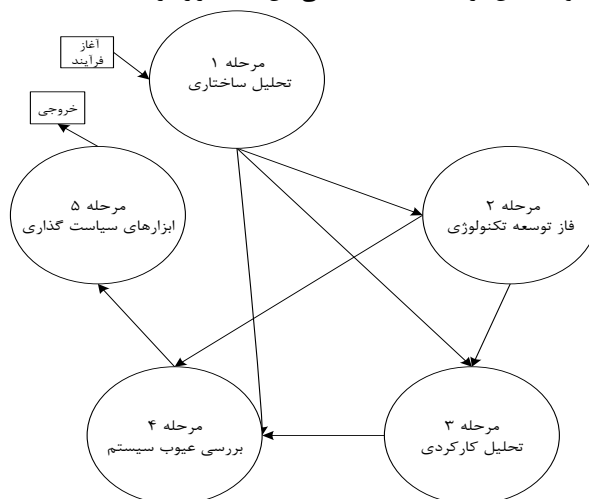 آغاز
فرآیند
مرحله ۱
تحلیل ساختاری
خروجی
مرحله ۲
فاز توسعه تکنولوژی
مرحله ۵
ابزارهای سیاست گذاری
مرحله ۳
تحلیل کارکردی
مرحله ۴
بررسی عیوب سیستم